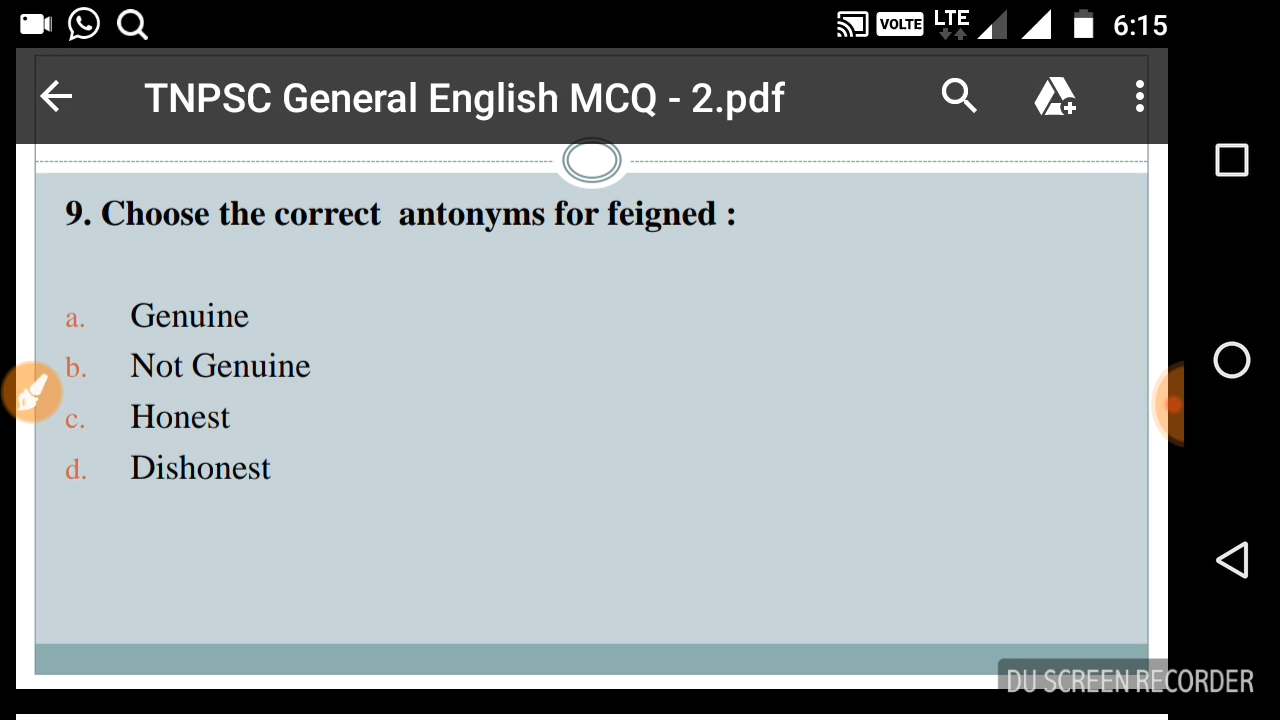 VOLTE LTE 6:15
TNPSC General English MCQ - 2.pdf
9. Choose the correct antonyms for feigned :
a. Genuine
b. Not Genuine
c. Honest
d. Dishonest
DU SCREEN RECORDER